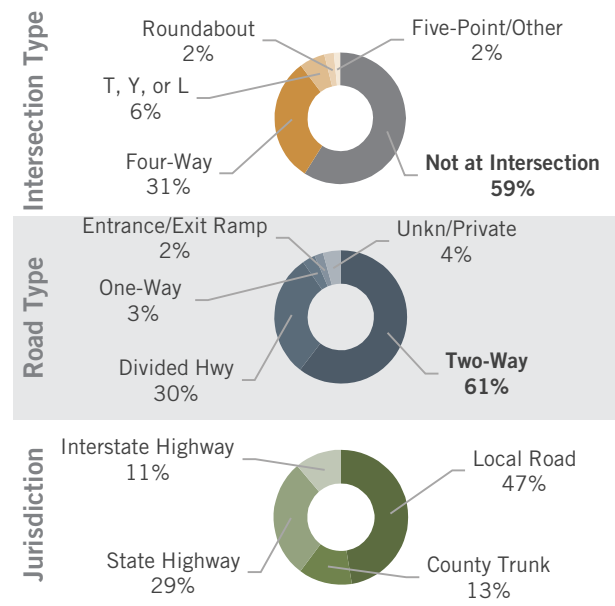 Intersection Type
Roundabout
2%
Five-Point/Other
2%
T, Y, or L
6%
Four-Way
31%
Not at Intersection
59%
Road Type
Entrance/Exit Ramp
2%
Unkn/Private
4%
One-Way
3%
Divided Hwy
30%
Two-Way
61%
Jurisdiction
Interstate Highway
11%
Local Road
47%
State Highway
29%
County Trunk
13%